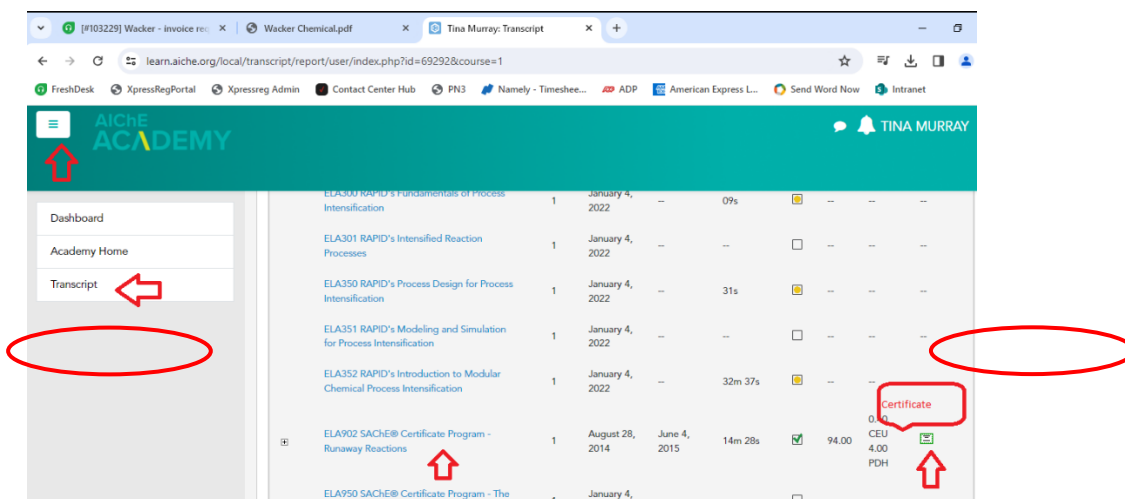 [#103229] Wacker - invoice rec
Wacker Chemical.pdf
Tina Murray: Transcript
learn.aiche.org/local/transcript/report/user/index.php?id=69292&course=1
FreshDesk XpressRegPortal Xpressreg Admin Contact Center Hub PN3 Namely - Timeshee... ADP American Express L... Send Word Now Intranet
AIChE
ACADEMY
TINA MURRAY
Dashboard
Academy Home
Transcript
ELA300 RAPID's Fundamentals of Process
Intensification
1
January 4,
2022
--
09s
--
--
--
ELA301 RAPID's Intensified Reaction
Processes
1
January 4,
2022
--
--
--
--
--
ELA350 RAPID's Process Design for Process
Intensification
1
January 4,
2022
--
31s
--
--
--
ELA351 RAPID's Modeling and Simulation
for Process Intensification
1
January 4,
2022
--
--
--
--
--
ELA352 RAPID's Introduction to Modular
Chemical Process Intensification
1
January 4,
2022
--
32m 37s
--
--
Certificate
ELA902 SAChE® Certificate Program -
Runaway Reactions
1
August 28,
2014
June 4,
2015
14m 28s
94.00
CEU
4.00
PDH
ELA950 SAChE® Certificate Program - The
January 4,